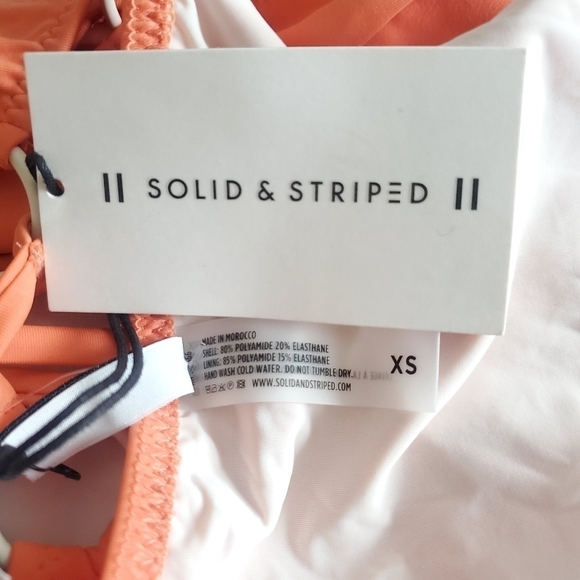 SOLID & STRIPED
MADE IN MOROCCO
SHELL: 80% POLYAMIDE 20% ELASTHANE
LINING: 85% POLYAMIDE 15% ELASTHANE
HAND WASH COLD WATER. DO NOT TUMBLE DRY.
WWW.SOLIDANDSTRIPED.COM
XS